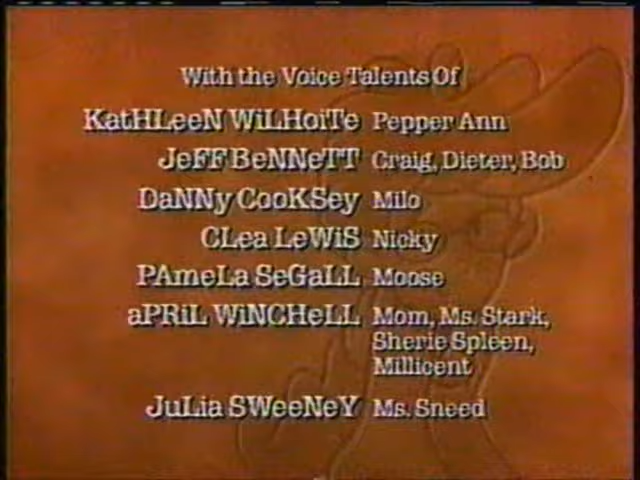 With the Voice Talents Of
KatHLeeN WiLHoiTe Pepper Ann
JeFF BeNNeTT Craig, Dieter, Bob
DaNNy CooKSey Milo
CLea LeWiS Nicky
PAmeLa SeGaLL Moose
aPRiL WiNCHeLL Mom, Ms. Stark,
Sherie Spleen,
Millicent
JuLia SWeeNeY Ms. Sneed